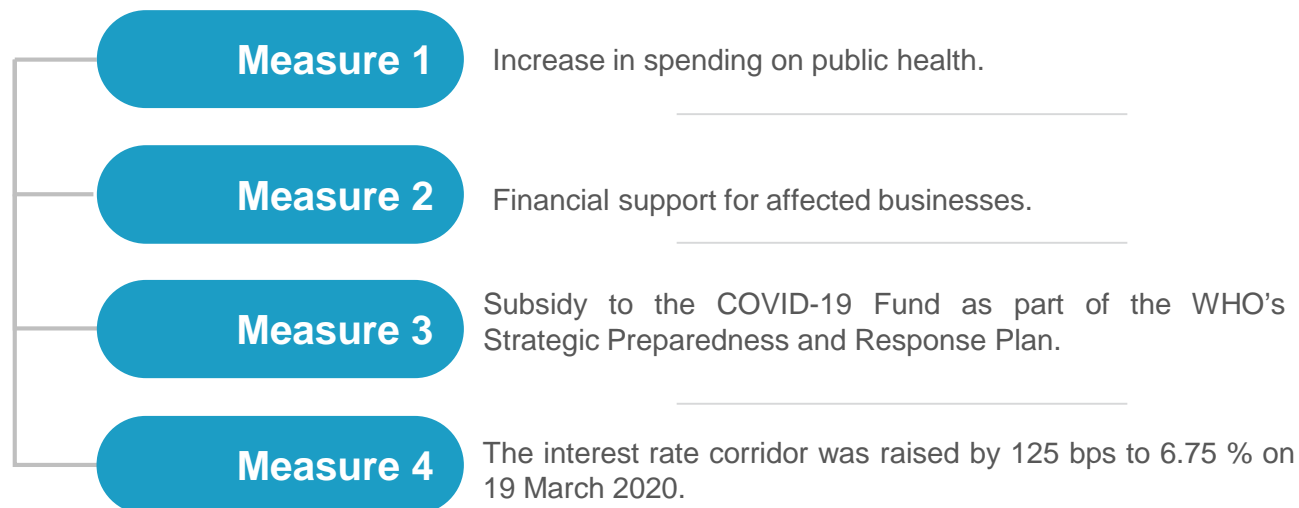 Measure 1
Increase in spending on public health.
Measure 2
Financial support for affected businesses.
Measure 3
Subsidy to the COVID-19 Fund as part of the WHO's
Strategic Preparedness and Response Plan.
Measure 4
The interest rate corridor was raised by 125 bps to 6.75 % on
19 March 2020.